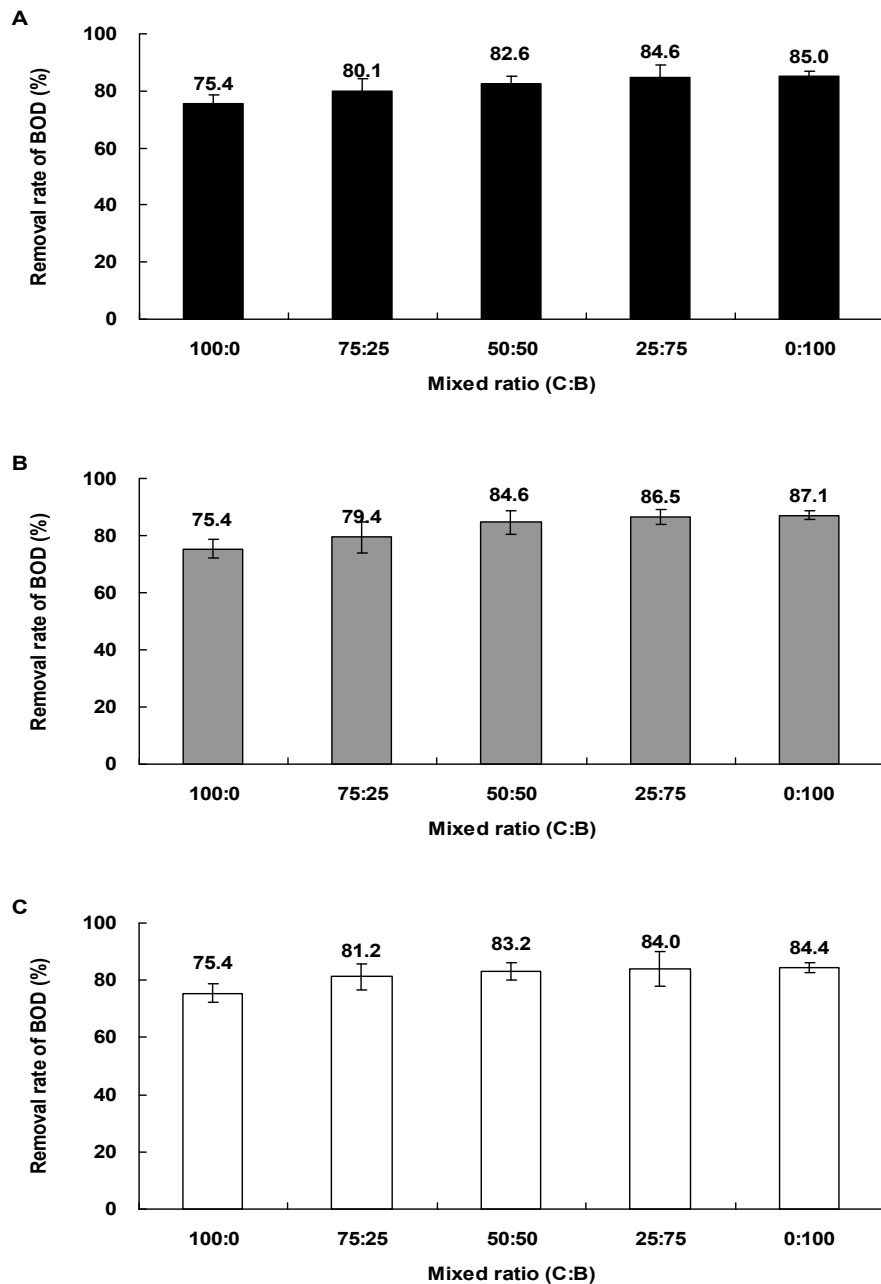 A
Removal rate of BOD (%)
100
80
60
40
20
0
75.4
80.1
82.6
84.6
85.0
100:0 75:25 50:50 25:75 0:100
Mixed ratio (C:B)
B
Removal rate of BOD (%)
100
80
60
40
20
0
75.4
79.4
84.6
86.5
87.1
100:0 75:25 50:50 25:75 0:100
Mixed ratio (C:B)
C
Removal rate of BOD (%)
100
80
60
40
20
0
75.4
81.2
83.2
84.0
84.4
100:0 75:25 50:50 25:75 0:100
Mixed ratio (C:B)